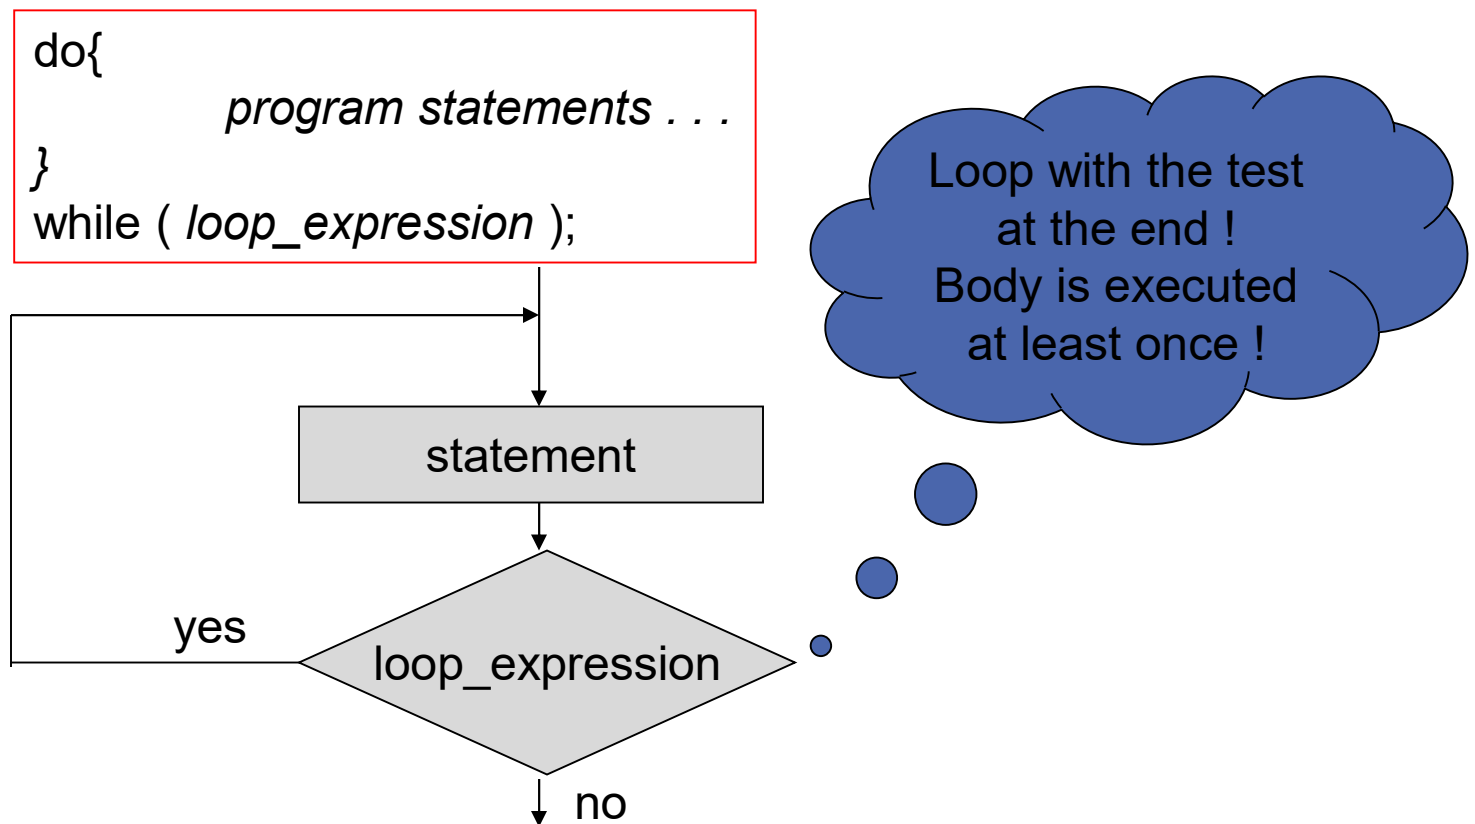 do{
program statements . . .
}
while ( loop_expression );
Loop with the test
at the end !
Body is executed
at least once !
statement
yes
loop_expression
no